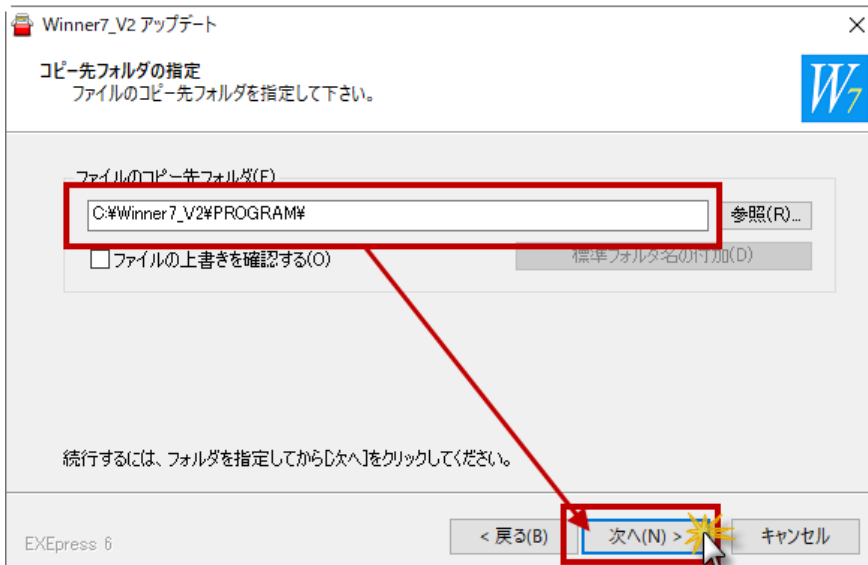 Winner7_V2 アップデート
コピー先フォルダの指定
ファイルのコピー先フォルダを指定して下さい。
W7
ファイルのコピー先フォルダ(F)
C:¥Winner7_V2¥PROGRAM¥
参照(R)...
ファイルの上書きを確認する(O)
標準フォルダ名の付加(D)
続行するには、フォルダを指定してから[次へ]をクリックしてください。
EXEpress 6
< 戻る(B)
次へ(N) >
キャンセル